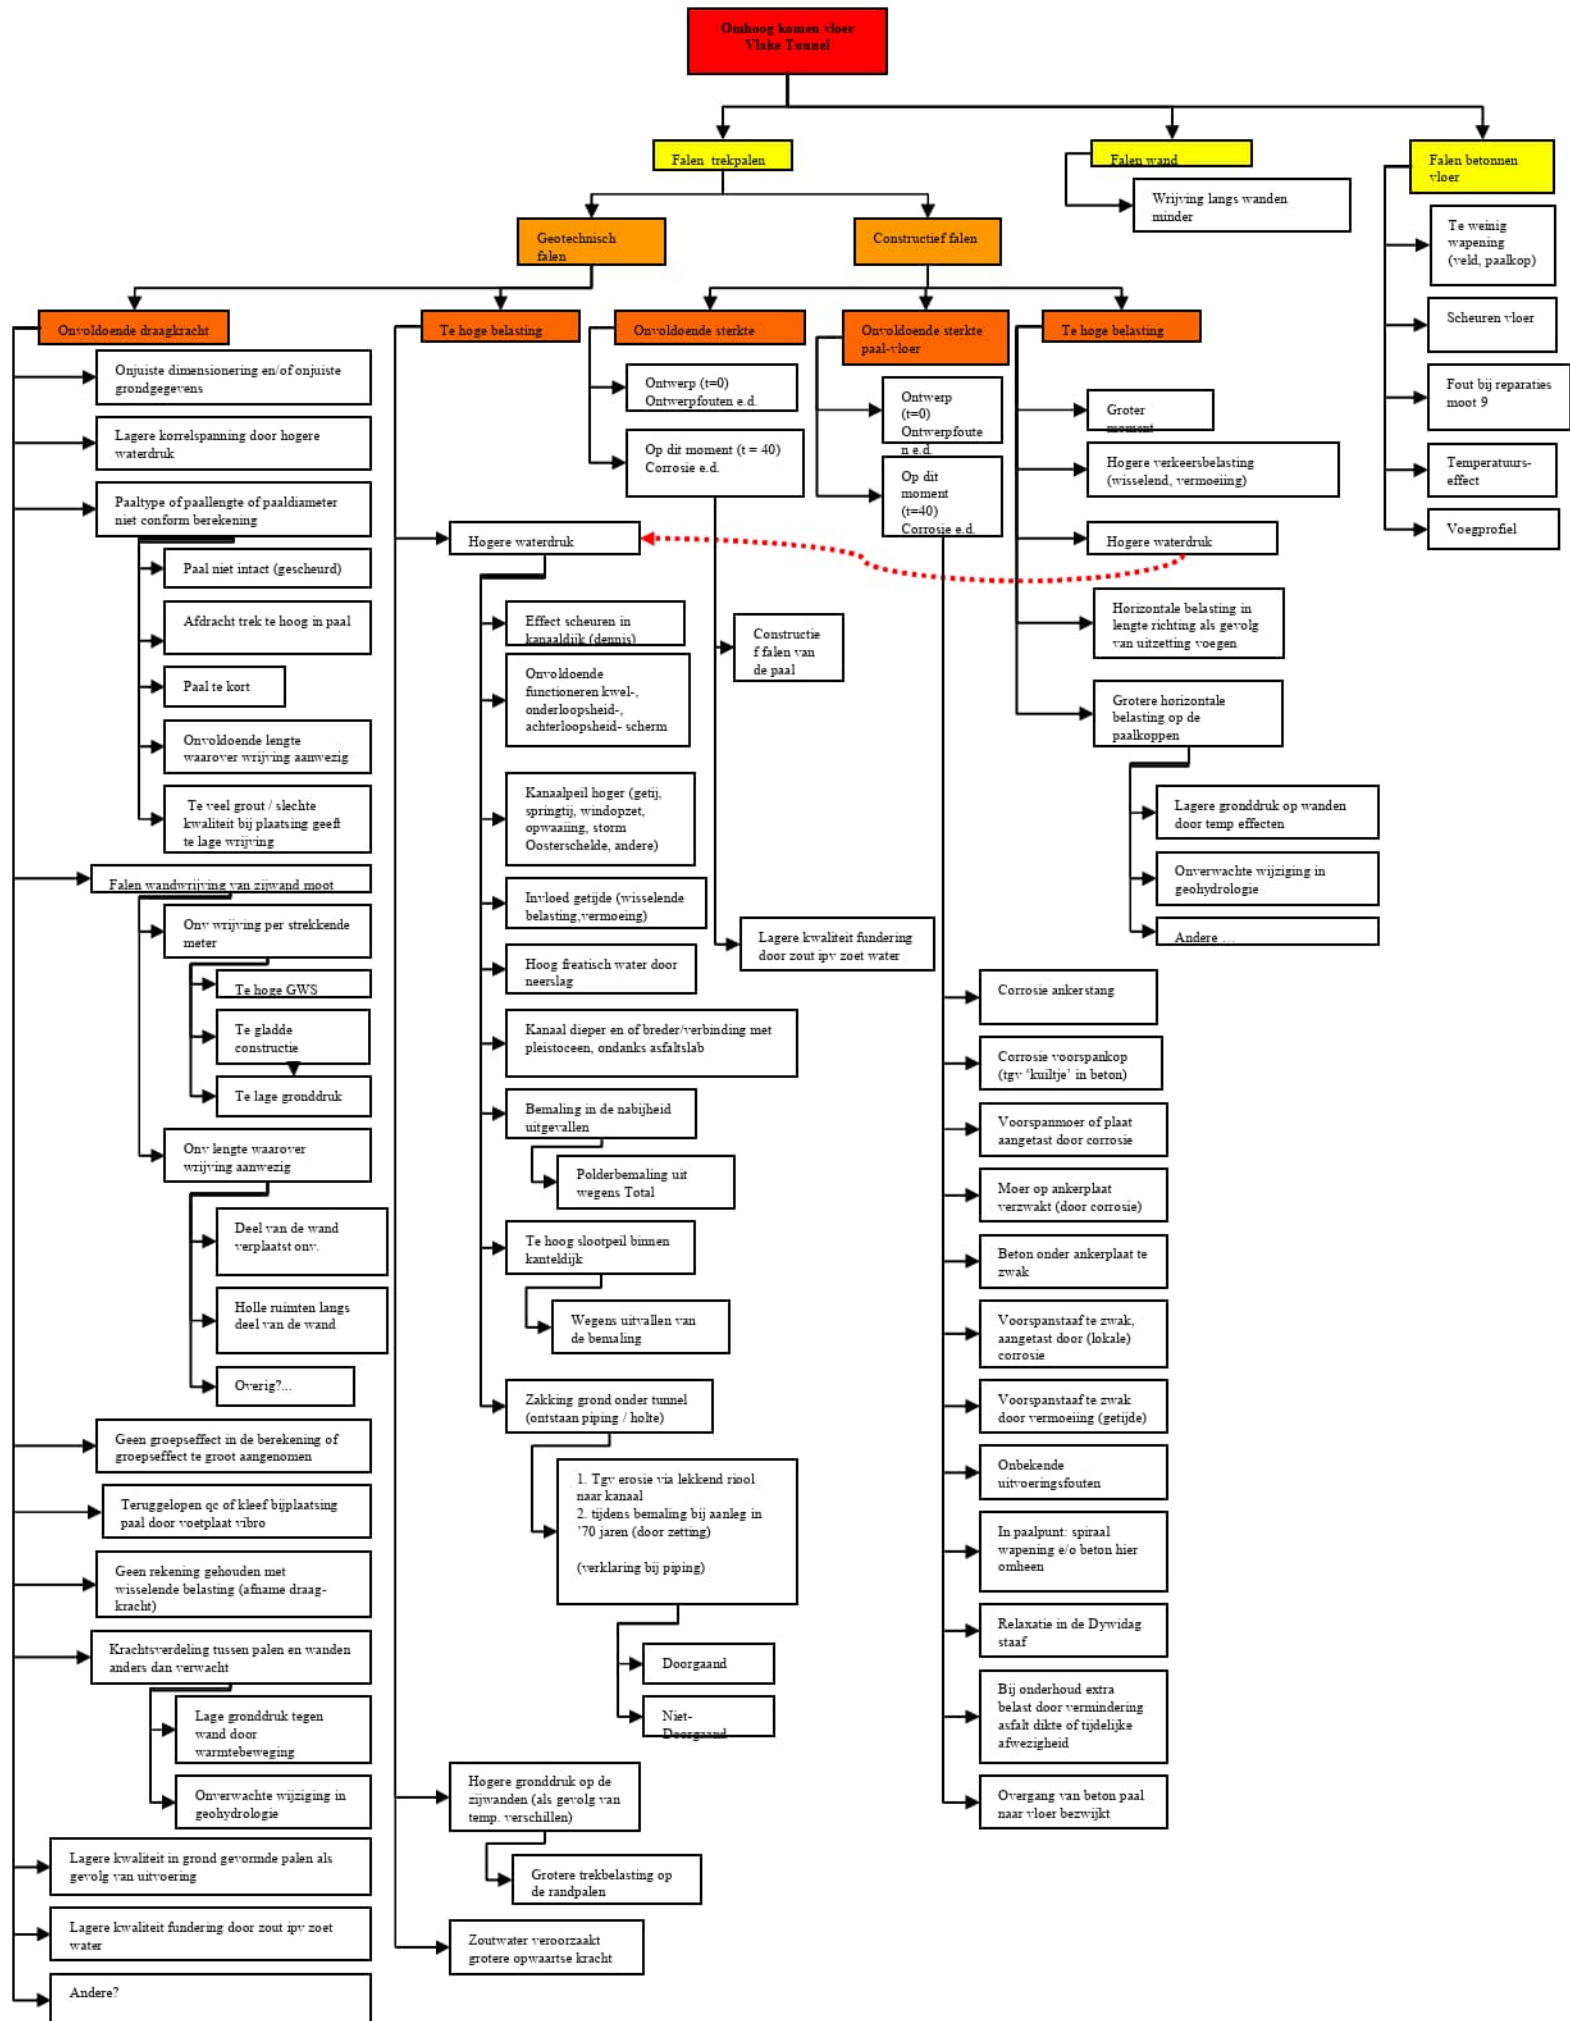 Omhoog komen vloer
Vlake Tunnel
Falen trekpalen
Falen wand
Falen betonnen
vloer
Wrijving langs wanden
minder
Te weinig
wapening
(veld, paalkop)
Scheuren vloer
Fout bij reparaties
moot 9
Temperatuurs-
effect
Voegprofiel
Geotechnisch
falen
Constructief falen
Onvoldoende draagkracht
Te hoge belasting
Onvoldoende sterkte
Onvoldoende sterkte
paal-vloer
Te hoge belasting
Onjuiste dimensionering en/of onjuiste
grondgegevens
Lagere korrelspanning door hogere
waterdruk
Paaltype of paallengte of paaldiameter
niet conform berekening
Paal niet intact (gescheurd)
Afdracht trek te hoog in paal
Paal te kort
Onvoldoende lengte
waarover wrijving aanwezig
Te veel grout / slechte
kwaliteit bij plaatsing geeft
te lage wrijving
Falen wandwrijving van zijwand moot
Onv wrijving per strekkende
meter
Te hoge GWS
Te gladde
constructie
Te lage gronddruk
Onv lengte waarover
wrijving aanwezig
Deel van de wand
verplaatst onv.
Holle ruimten langs
deel van de wand
Overig?...
Geen groepseffect in de berekening of
groepseffect te groot aangenomen
Teruggelopen qc of kleef bijplaatsing
paal door voetplaat vibro
Geen rekening gehouden met
wisselende belasting (afname draag-
kracht)
Krachtsverdeling tussen palen en wanden
anders dan verwacht
Lage gronddruk tegen
wand door
warmtebeweging
Onverwachte wijziging in
geohydrologie
Lagere kwaliteit in grond gevormde palen als
gevolg van uitvoering
Lagere kwaliteit fundering door zout ipv zoet
water
Andere?
Hogere waterdruk
Effect scheuren in
kanaaldijk (dennis)
Onvoldoende
functioneren kwel-,
onderloopsheid-,
achterloopsheid- scherm
Kanaalpeil hoger (getij,
springtij, windopzet,
opwaaiing, storm
Oosterschelde, andere)
Invloed getijde (wisselende
belasting,vermoeing)
Hoog freatisch water door
neerslag
Kanaal dieper en of breder/verbinding met
pleistoceen, ondanks asfaltslab
Bemaling in de nabijheid
uitgevallen
Polderbemaling uit
wegens Total
Te hoog slootpeil binnen
kanteldijk
Wegens uitvallen van
de bemaling
Zakking grond onder tunnel
(ontstaan piping / holte)
1. Tgv erosie via lekkend riool
naar kanaal
2. tijdens bemaling bij aanleg in
’70 jaren (door zetting)
(verklaring bij piping)
Doorgaand
Niet-
Doorgaand
Hogere gronddruk op de
zijwanden (als gevolg van
temp. verschillen)
Grotere trekbelasting op
de randpalen
Zoutwater veroorzaakt
grotere opwaartse kracht
Ontwerp (t=0)
Ontwerpfouten e.d.
Op dit moment (t = 40)
Corrosie e.d.
Constructie
f falen van
de paal
Lagere kwaliteit fundering
door zout ipv zoet water
Ontwerp
(t=0)
Ontwerpfoute
n e.d.
Op dit
moment
(t=40)
Corrosie e.d.
Corrosie ankerstang
Corrosie voorspankop
(tgv ‘kuiltje’ in beton)
Voorspanmoer of plaat
aangetast door corrosie
Moer op ankerplaat
verzwakt (door corrosie)
Beton onder ankerplaat te
zwak
Voorspanstaaf te zwak,
aangetast door (lokale)
corrosie
Voorspanstaaf te zwak
door vermoeiing (getijde)
Onbekende
uitvoeringsfouten
In paalpunt: spiraal
wapening e/o beton hier
omheen
Relaxatie in de Dywidag
staaf
Bij onderhoud extra
belast door vermindering
asfalt dikte of tijdelijke
afwezigheid
Overgang van beton paal
naar vloer bezwijkt
Groter
moment
Hogere verkeersbelasting
(wisselend, vermoeiing)
Hogere waterdruk
Horizontale belasting in
lengte richting als gevolg
van uitzetting voegen
Grotere horizontale
belasting op de
paalkoppen
Lagere gronddruk op wanden
door temp effecten
Onverwachte wijziging in
geohydrologie
Andere …